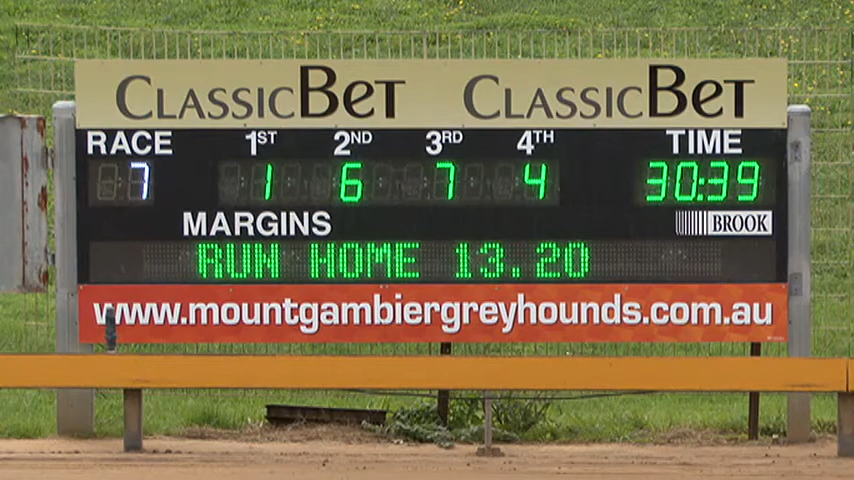 CLASSICBET CLASSICBET
RACE 1ST 2ND 3RD 4TH TIME
7 1 6 7 4 30:39
MARGINS BROOK
RUN HOME 13.20
www.mountgambiergreyhounds.com.au